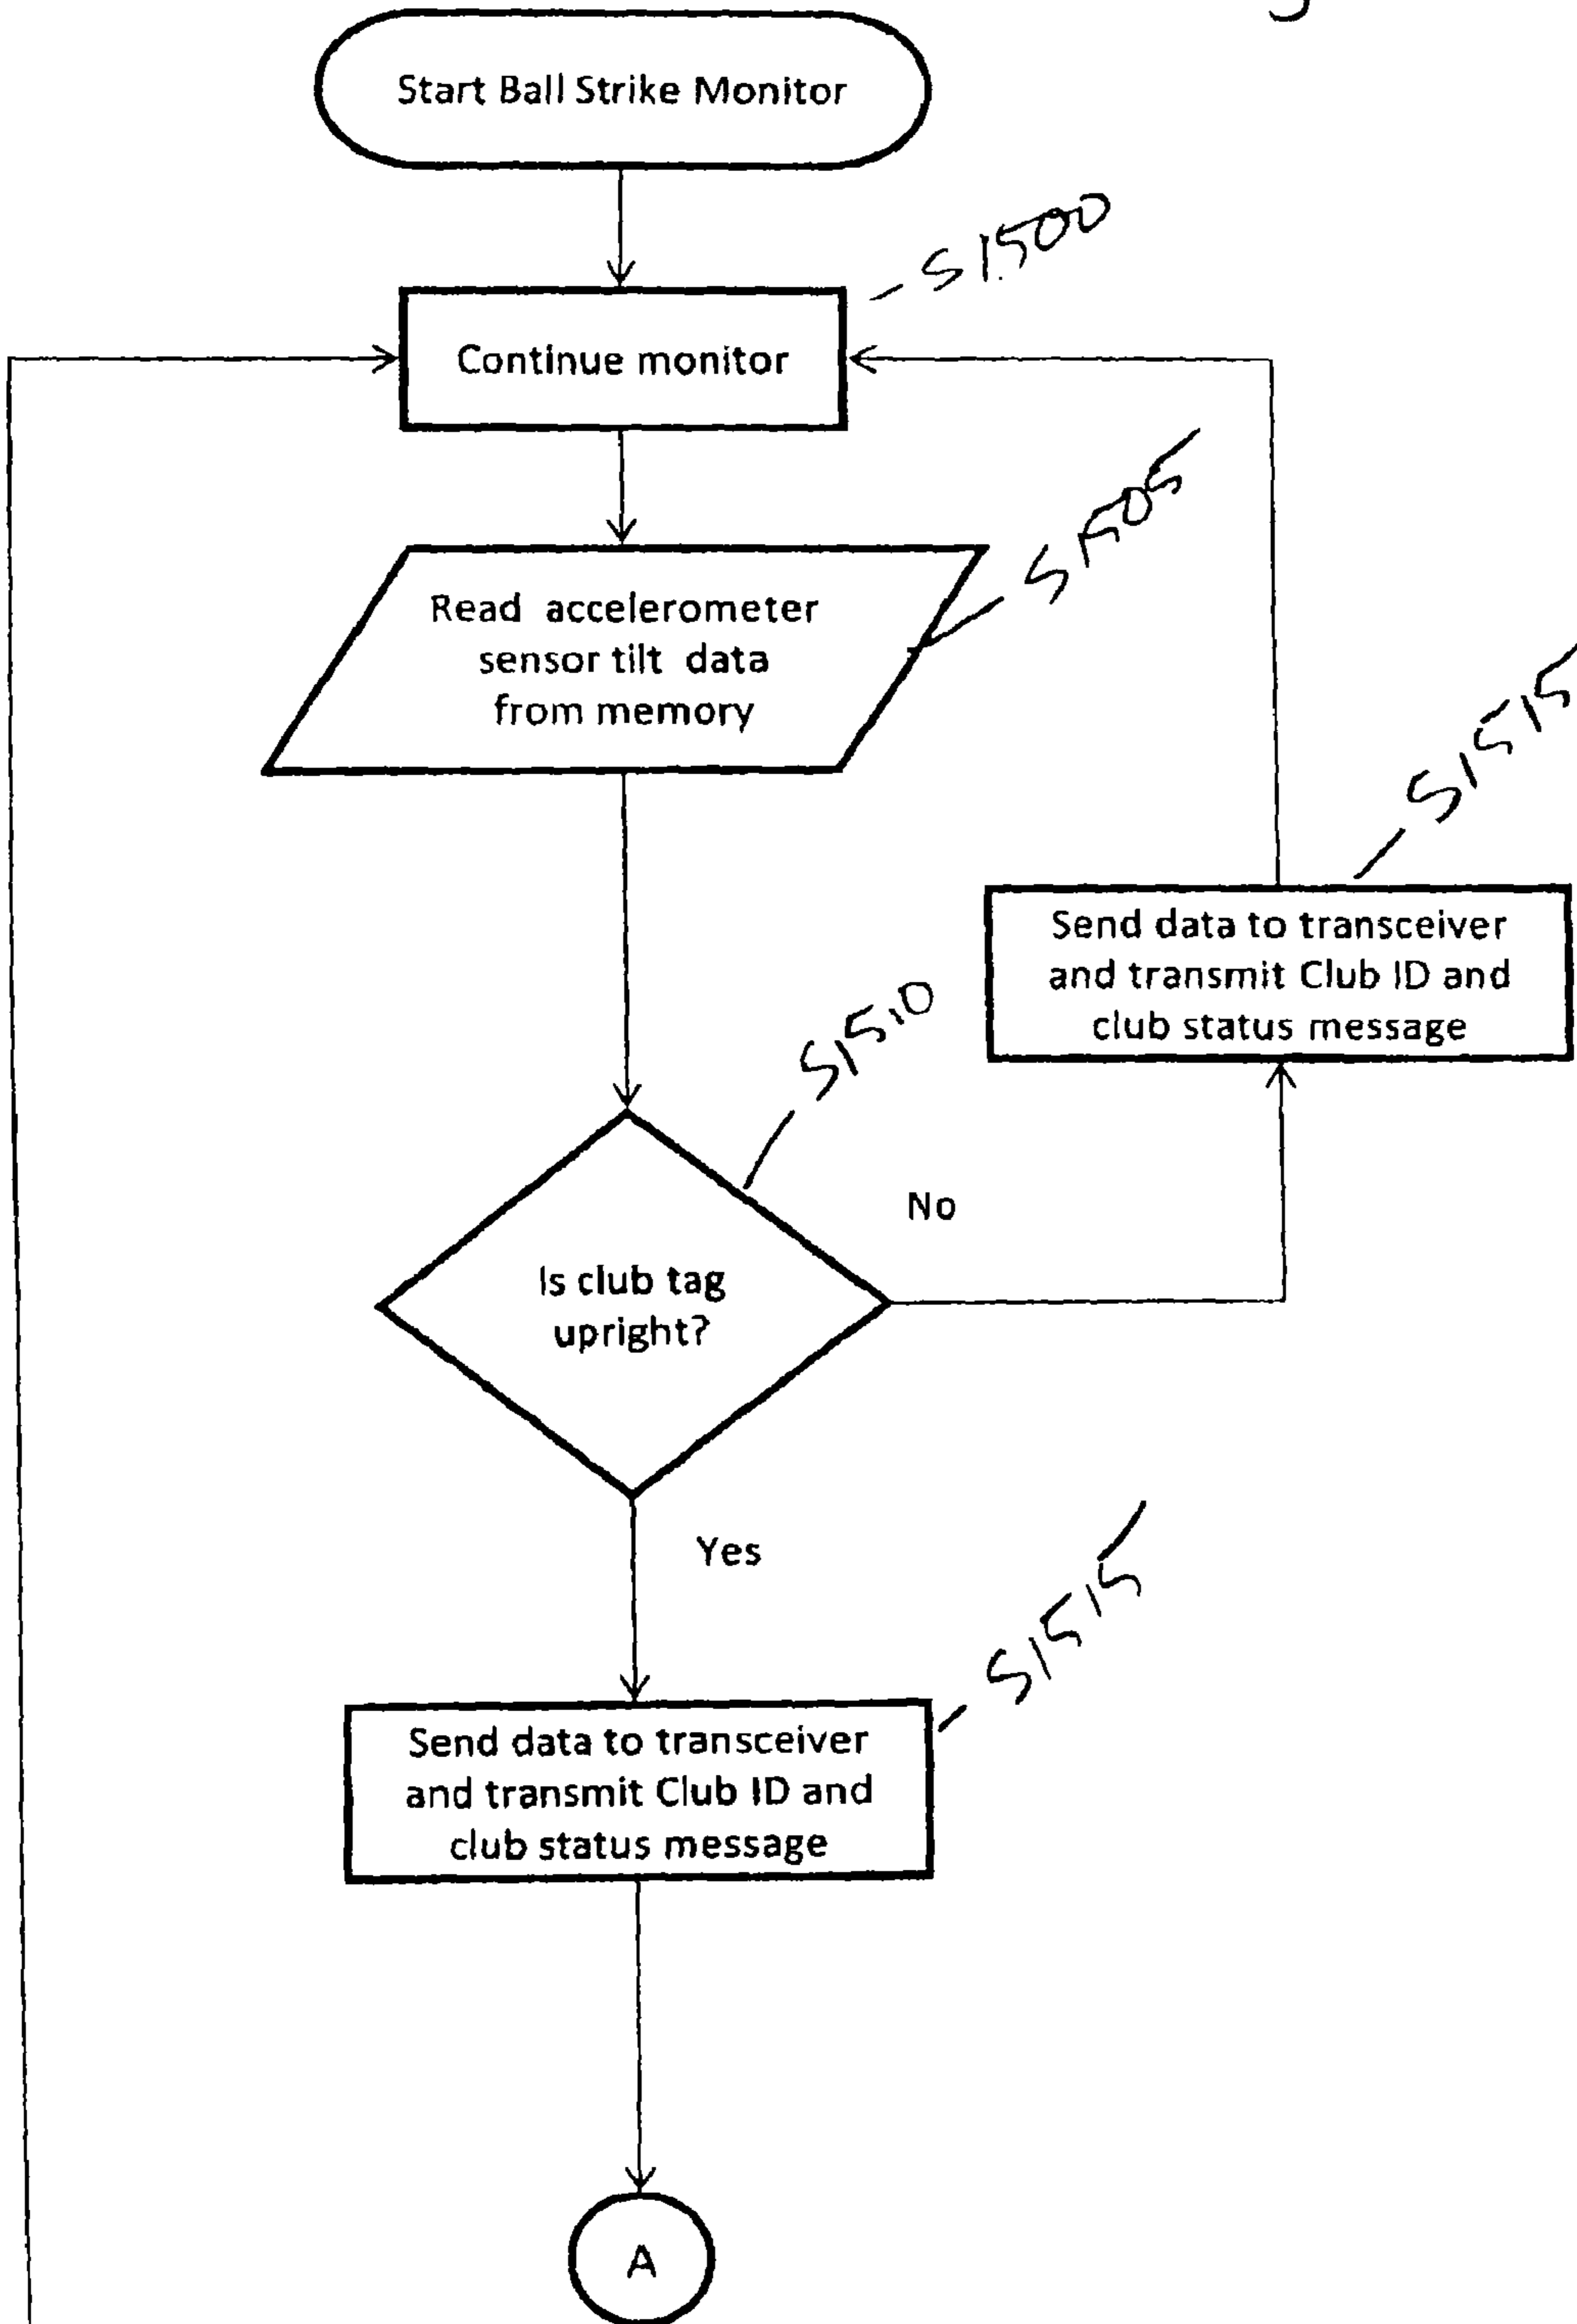 Start Ball Strike Monitor
S1500
Continue monitor
S1505
Read accelerometer
sensor tilt data
from memory
S1515
Send data to transceiver
and transmit Club ID and
club status message
S1510
No
Is club tag
upright?
Yes
S1515
Send data to transceiver
and transmit Club ID and
club status message
A